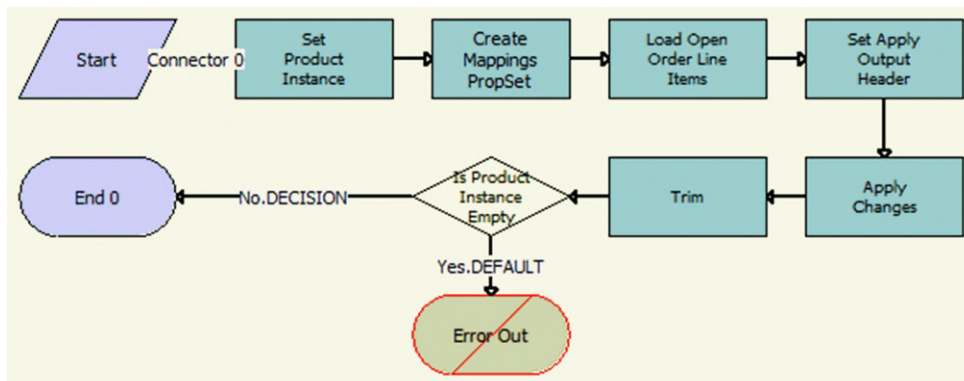 Start
Connector 0
Set
Product
Instance
Create
Mappings
PropSet
Load Open
Order Line
Items
Set Apply
Output
Header
End 0
No.DECISION
Is Product
Instance
Empty
Trim
Apply
Changes
Yes.DEFAULT
Error Out